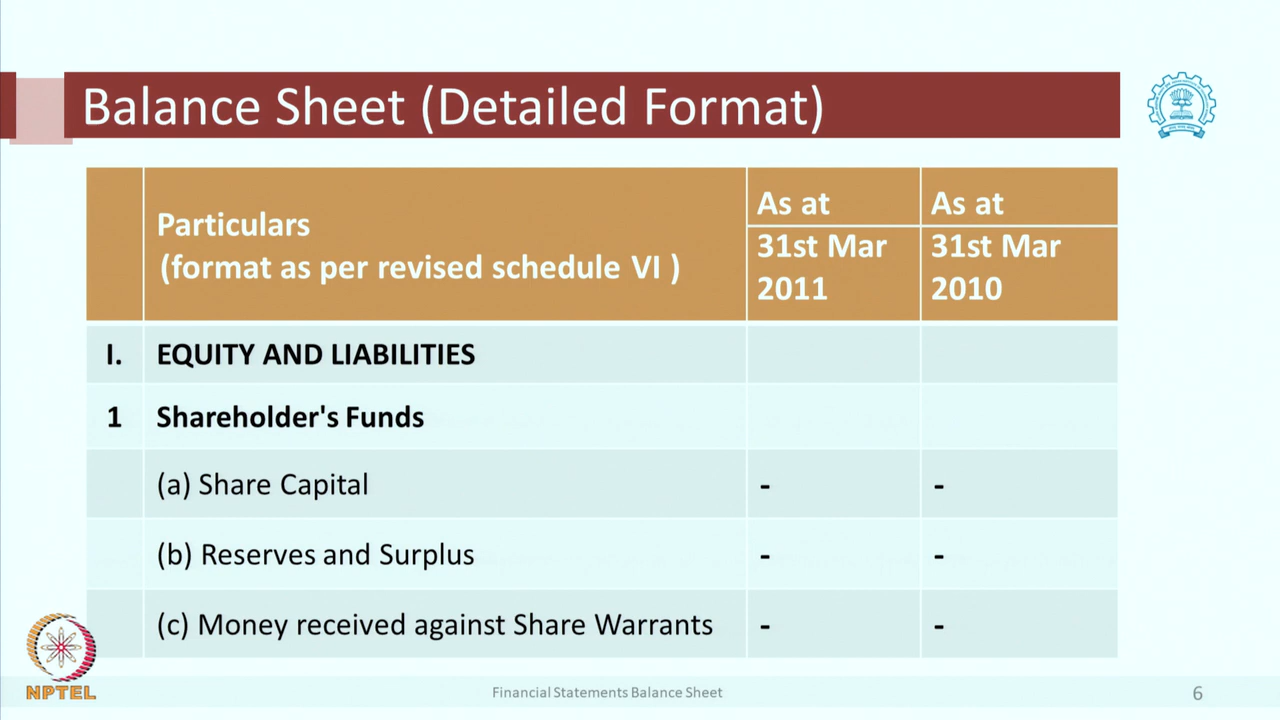 Balance Sheet (Detailed Format)
Particulars
(format as per revised schedule VI )
As at
31st Mar
2011
As at
31st Mar
2010
I. EQUITY AND LIABILITIES
1 Shareholder's Funds
(a) Share Capital - -
(b) Reserves and Surplus - -
(c) Money received against Share Warrants - -
NPTEL
Financial Statements Balance Sheet
6